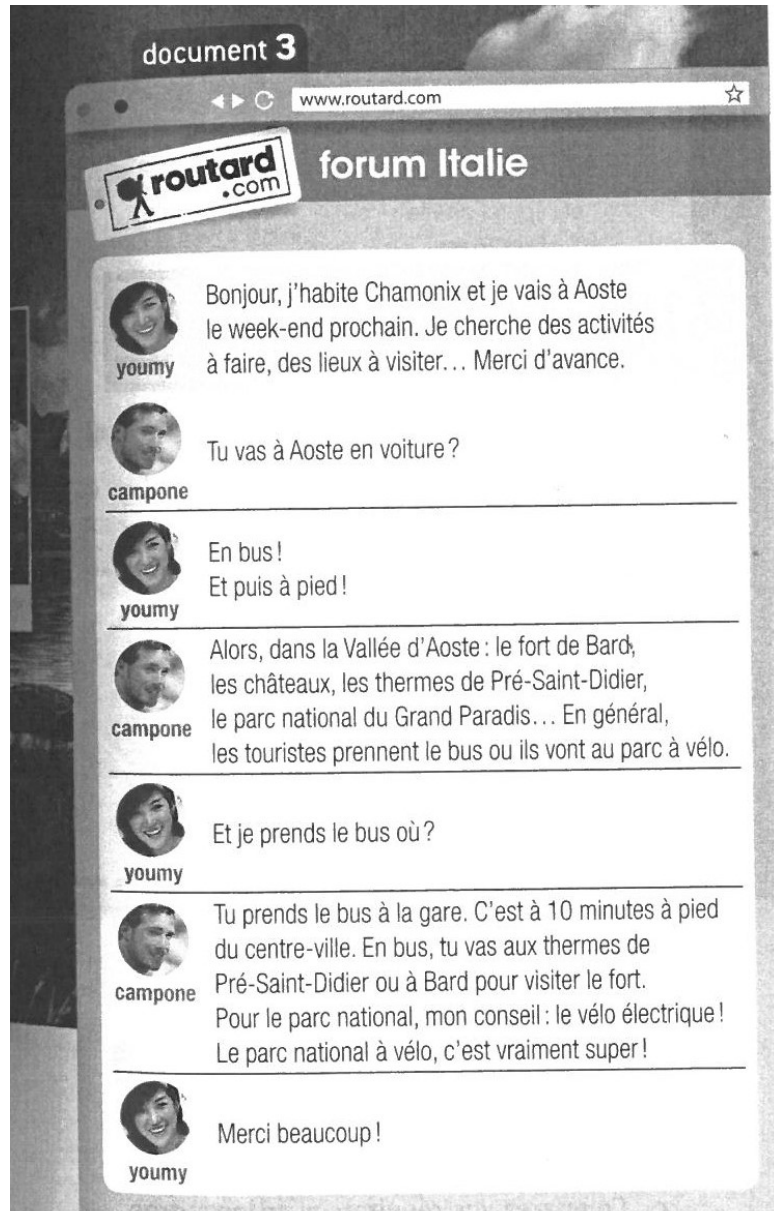 document 3
www.routard.com
routard
.com
forum Italie
Bonjour, j'habite Chamonix et je vais à Aoste
le week-end prochain. Je cherche des activités
à faire, des lieux à visiter... Merci d'avance.
youmy
Tu vas à Aoste en voiture ?
campone
En bus !
Et puis à pied !
youmy
Alors, dans la Vallée d'Aoste : le fort de Bard,
les châteaux, les thermes de Pré-Saint-Didier,
le parc national du Grand Paradis... En général,
les touristes prennent le bus ou ils vont au parc à vélo.
campone
Et je prends le bus où ?
youmy
Tu prends le bus à la gare. C'est à 10 minutes à pied
du centre-ville. En bus, tu vas aux thermes de
Pré-Saint-Didier ou à Bard pour visiter le fort.
Pour le parc national, mon conseil : le vélo électrique !
Le parc national à vélo, c'est vraiment super !
campone
Merci beaucoup !
youmy